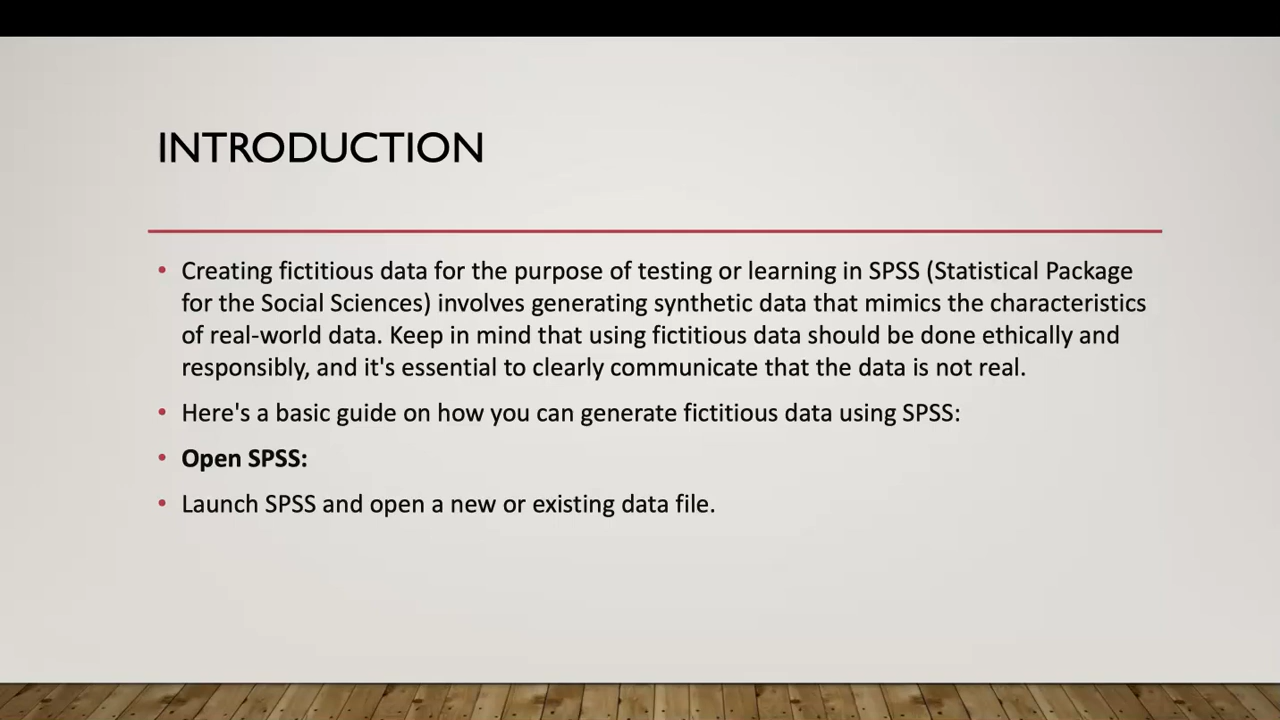 INTRODUCTION
• Creating fictitious data for the purpose of testing or learning in SPSS (Statistical Package
for the Social Sciences) involves generating synthetic data that mimics the characteristics
of real-world data. Keep in mind that using fictitious data should be done ethically and
responsibly, and it's essential to clearly communicate that the data is not real.
• Here's a basic guide on how you can generate fictitious data using SPSS:
• Open SPSS:
• Launch SPSS and open a new or existing data file.